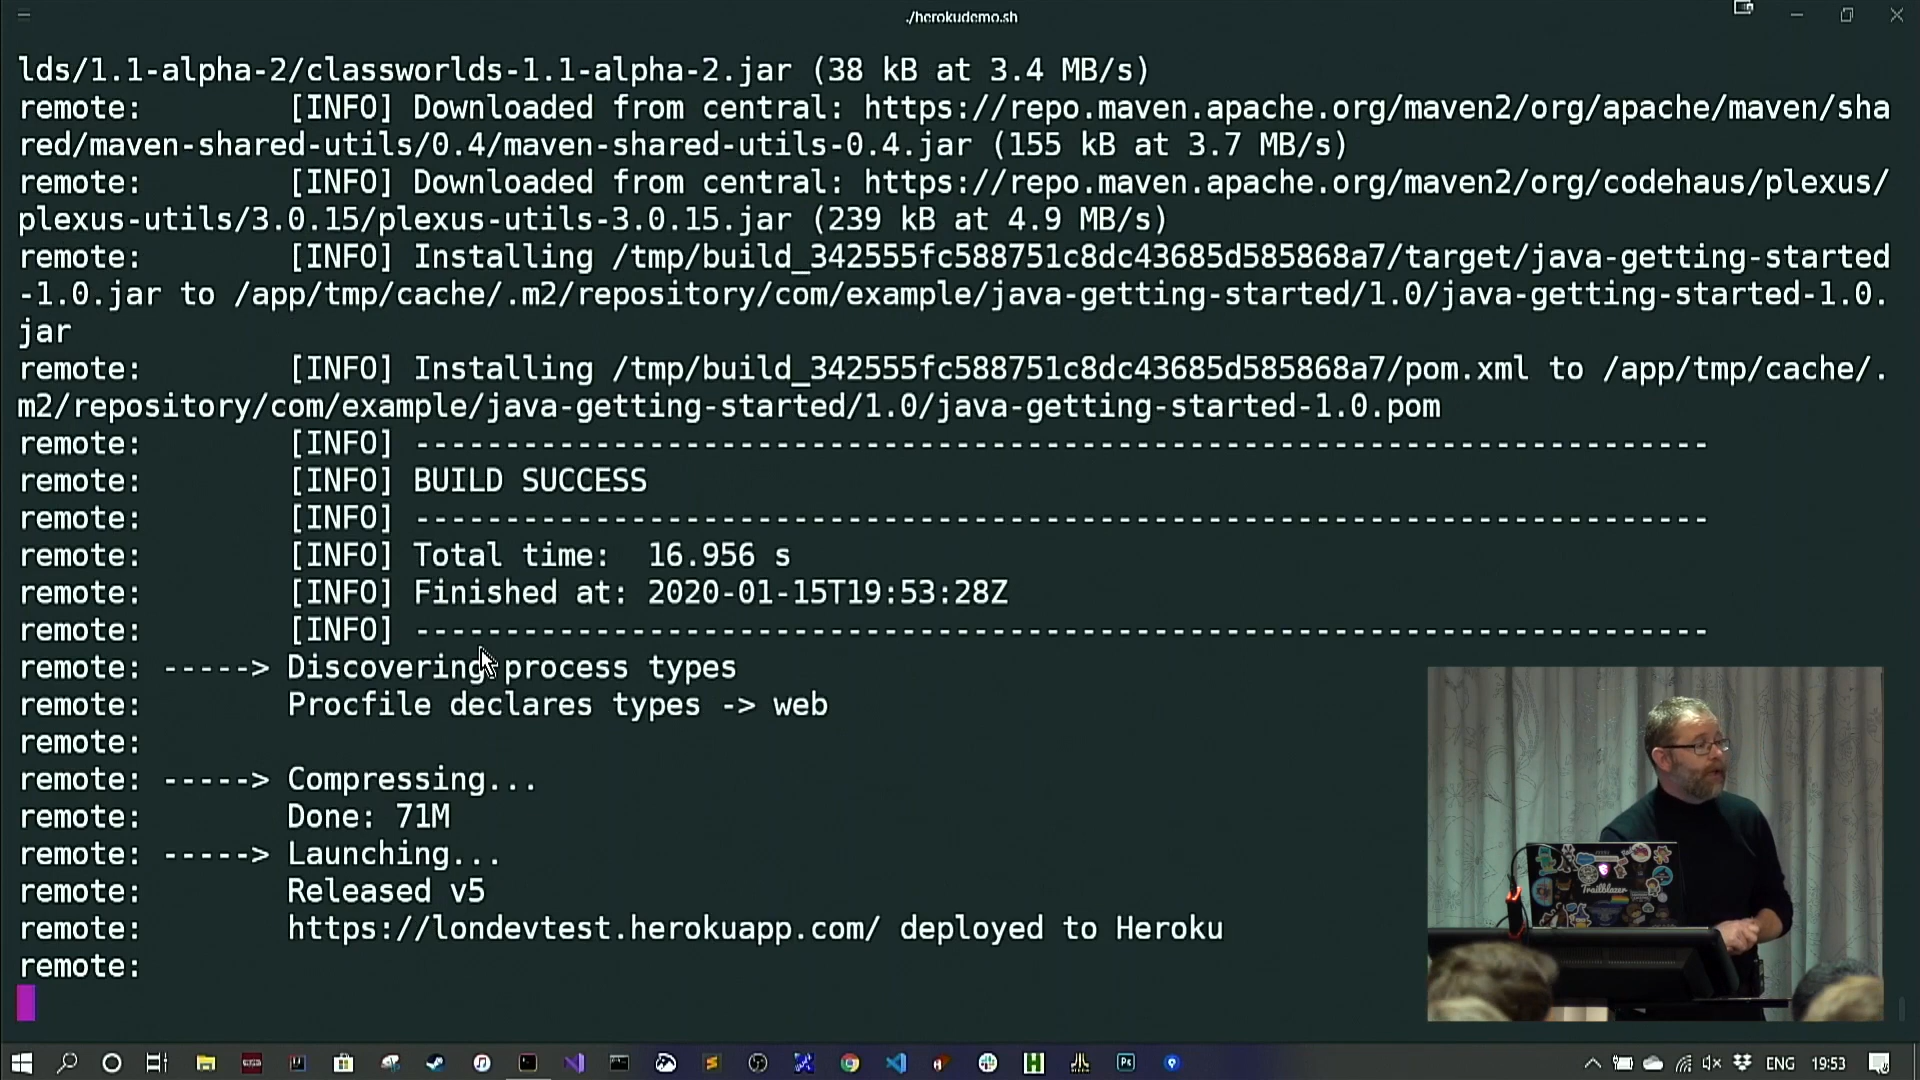 ./herokudemo.sh
lds/1.1-alpha-2/classworlds-1.1-alpha-2.jar (38 kB at 3.4 MB/s)
remote:        [INFO] Downloaded from central: https://repo.maven.apache.org/maven2/org/apache/maven/sha
red/maven-shared-utils/0.4/maven-shared-utils-0.4.jar (155 kB at 3.7 MB/s)
remote:        [INFO] Downloaded from central: https://repo.maven.apache.org/maven2/org/codehaus/plexus/
plexus-utils/3.0.15/plexus-utils-3.0.15.jar (239 kB at 4.9 MB/s)
remote:        [INFO] Installing /tmp/build_342555fc588751c8dc43685d585868a7/target/java-getting-started
-1.0.jar to /app/tmp/cache/.m2/repository/com/example/java-getting-started/1.0/java-getting-started-1.0.
jar
remote:        [INFO] Installing /tmp/build_342555fc588751c8dc43685d585868a7/pom.xml to /app/tmp/cache/.
m2/repository/com/example/java-getting-started/1.0/java-getting-started-1.0.pom
remote:        [INFO] ------------------------------------------------------------------------
remote:        [INFO] BUILD SUCCESS
remote:        [INFO] ------------------------------------------------------------------------
remote:        [INFO] Total time:  16.956 s
remote:        [INFO] Finished at: 2020-01-15T19:53:28Z
remote:        [INFO] ------------------------------------------------------------------------
remote: -----> Discovering process types
remote:        Procfile declares types -> web
remote:
remote: -----> Compressing...
remote:        Done: 71M
remote: -----> Launching...
remote:        Released v5
remote:        https://londevtest.herokuapp.com/ deployed to Heroku
remote:
Trailblazer
Ps
ENG
19:53